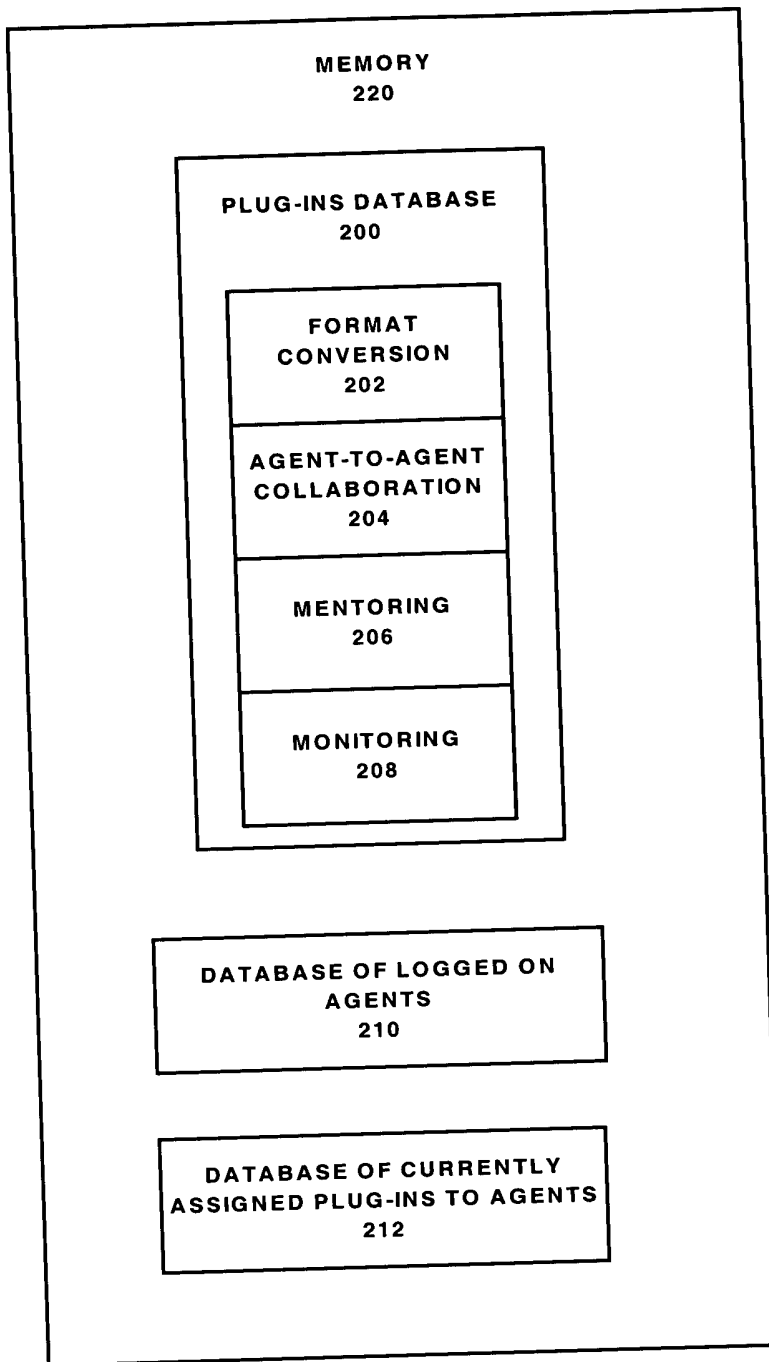 MEMORY
220
PLUG-INS DATABASE
200
FORMAT
CONVERSION
202
AGENT-TO-AGENT
COLLABORATION
204
MENTORING
206
MONITORING
208
DATABASE OF LOGGED ON
AGENTS
210
DATABASE OF CURRENTLY
ASSIGNED PLUG-INS TO AGENTS
212